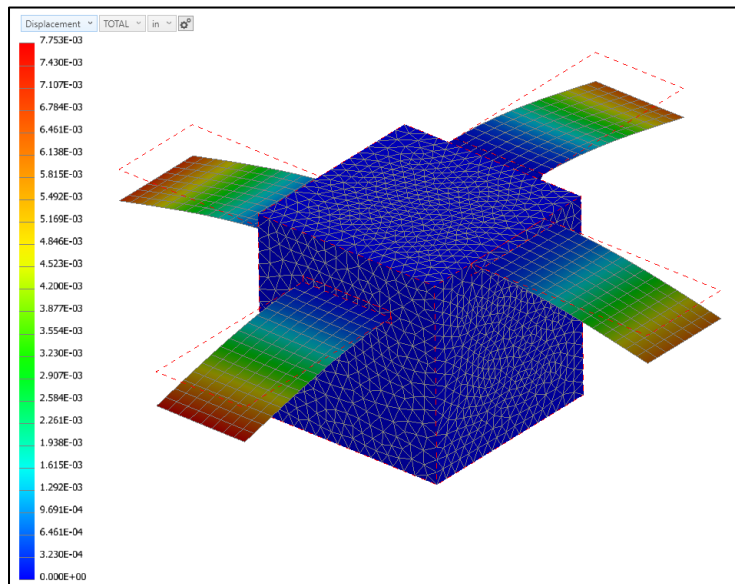 Displacement TOTAL in
7.753E-03
7.430E-03
7.107E-03
6.784E-03
6.461E-03
6.138E-03
5.815E-03
5.492E-03
5.169E-03
4.846E-03
4.523E-03
4.200E-03
3.877E-03
3.554E-03
3.230E-03
2.907E-03
2.584E-03
2.261E-03
1.938E-03
1.615E-03
1.292E-03
9.691E-04
6.461E-04
3.230E-04
0.000E+00